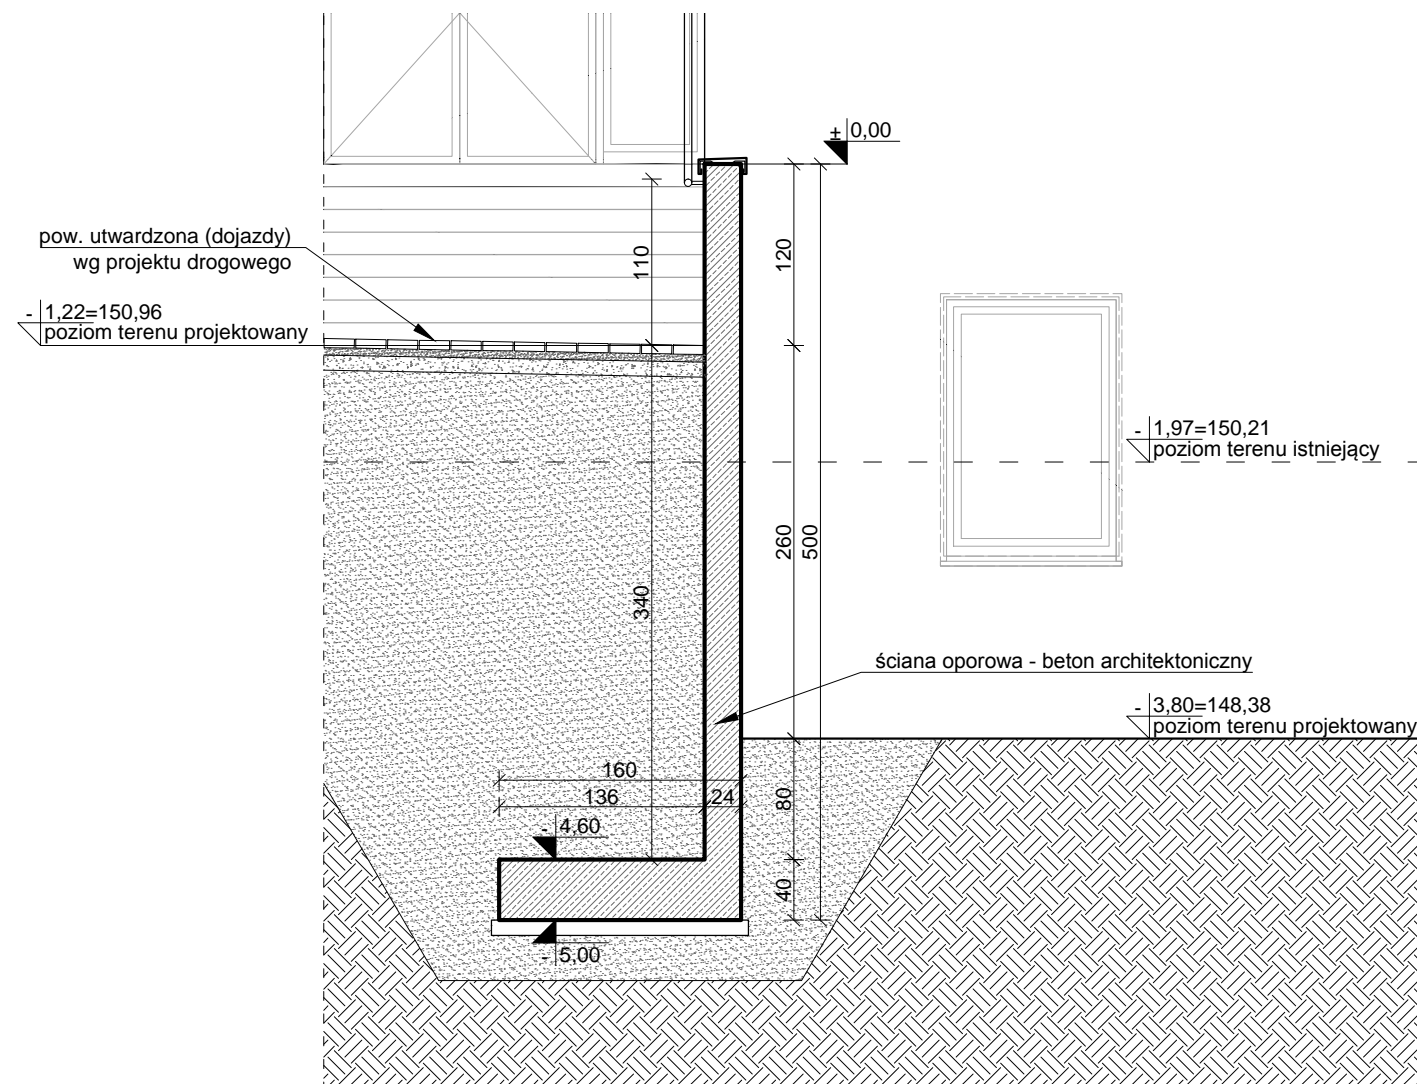 ± 0,00
pow. utwardzona (dojazdy)
wg projektu drogowego
110
120
- 1,22=150,96
poziom terenu projektowany
- 1,97=150,21
poziom terenu istniejący
260
500
340
ściana oporowa - beton architektoniczny
- 3,80=148,38
poziom terenu projektowany
160
136
24
80
- 4,60
40
- 5,00